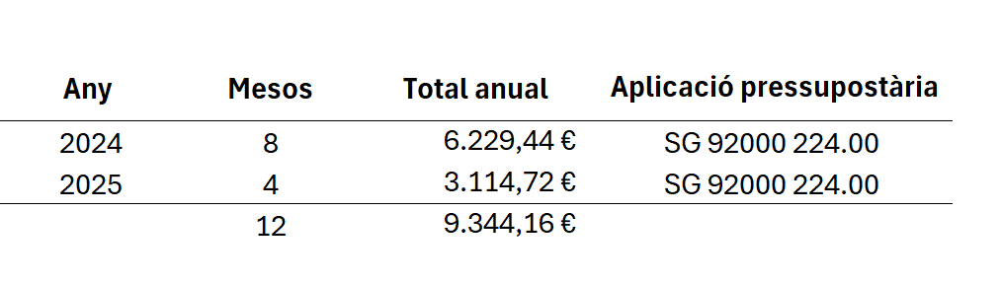 Any Mesos Total anual Aplicació pressupostària
2024 8 6.229,44 € SG 92000 224.00
2025 4 3.114,72 € SG 92000 224.00
12 9.344,16 €